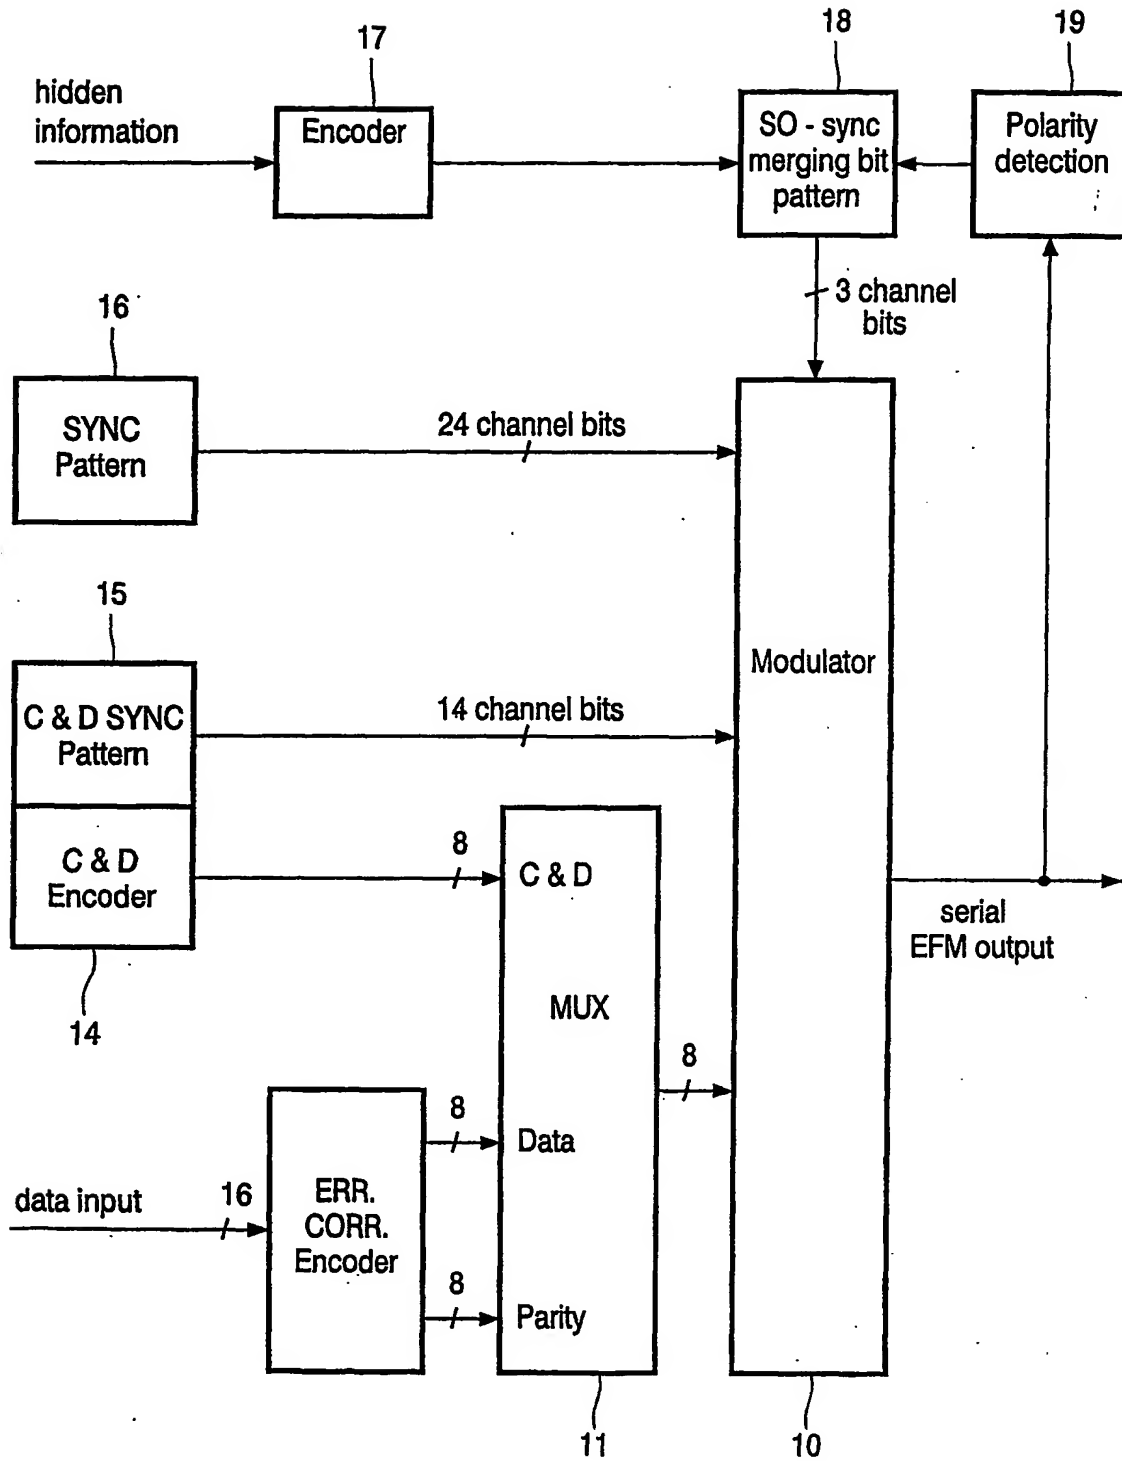 17
18
19
hidden
information
Encoder
SO - sync
merging bit
pattern
Polarity
detection
3 channel
bits
16
SYNC
Pattern
24 channel bits
15
C & D SYNC
Pattern
14 channel bits
Modulator
C & D
Encoder
14
8
C & D
MUX
8
serial
EFM output
data input
16
ERR.
CORR.
Encoder
8
Data
8
Parity
11
10